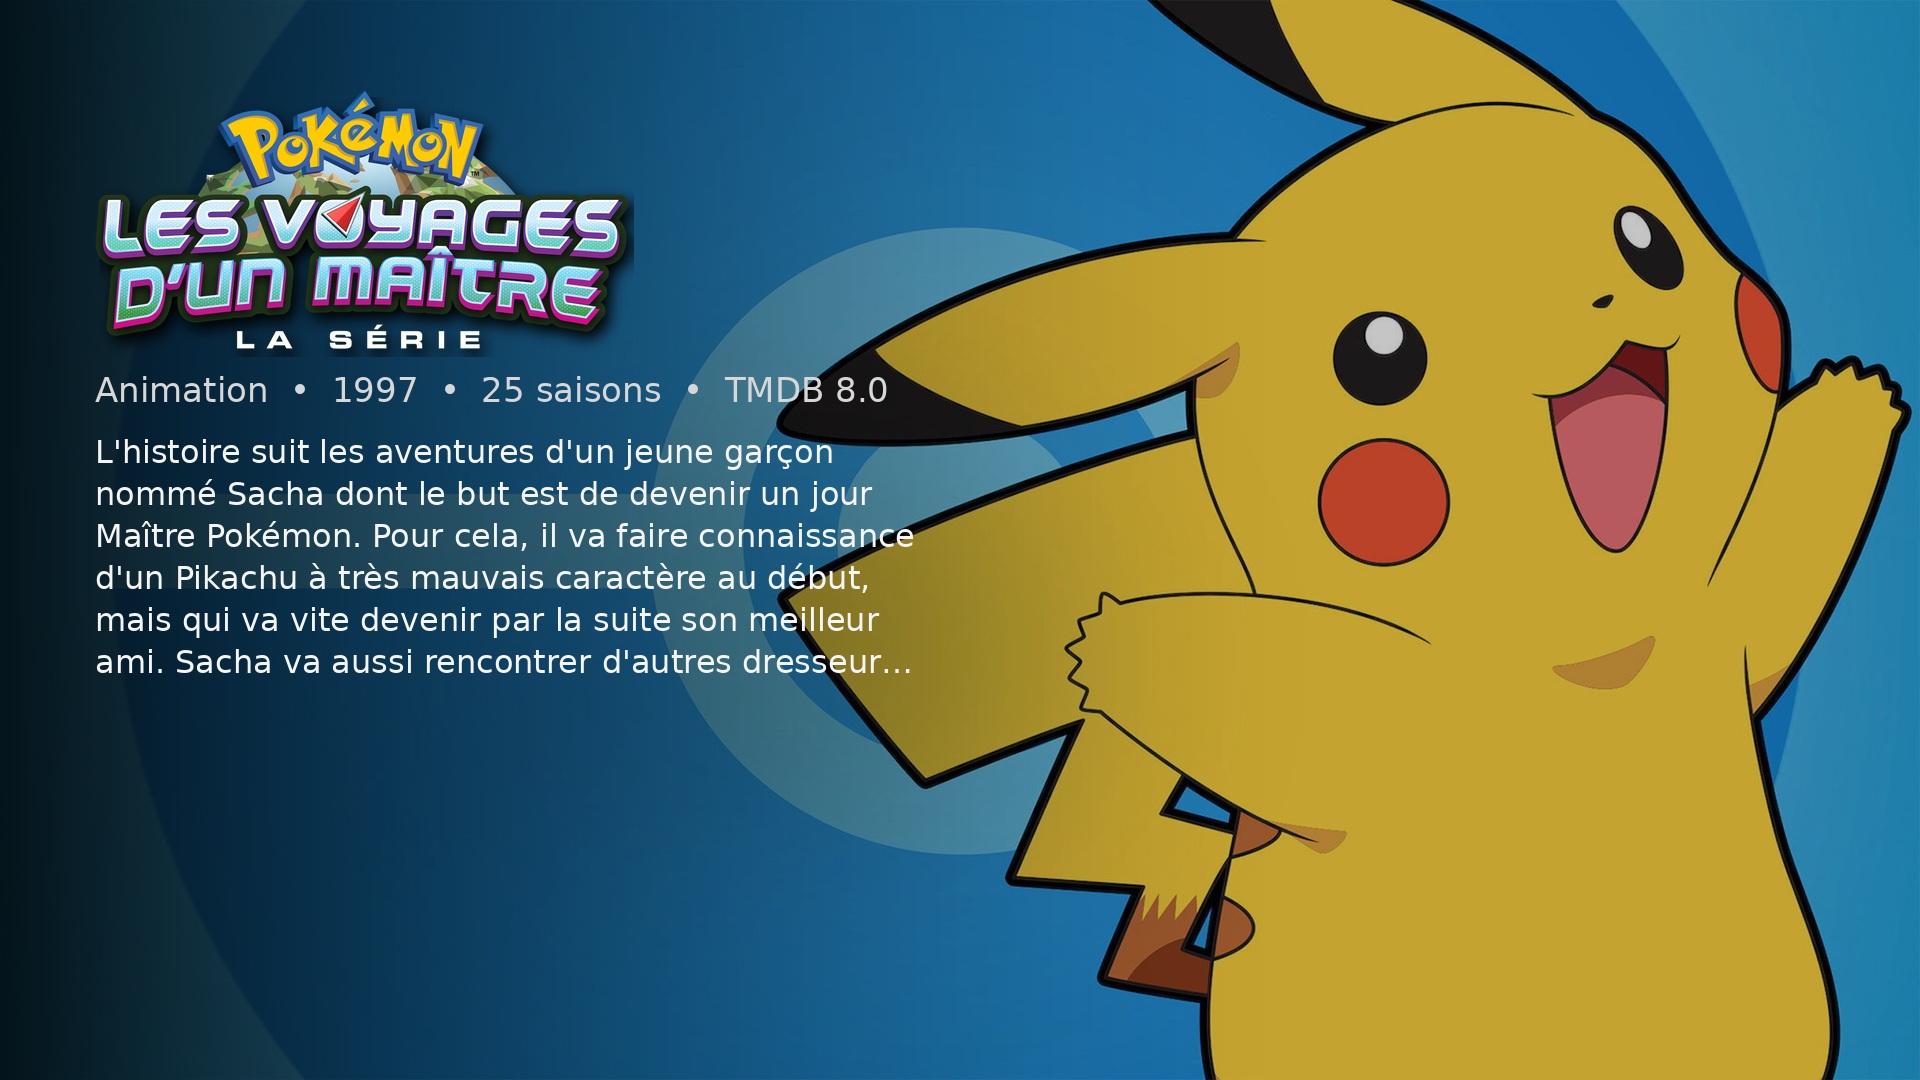 POKÉMON™
LES VOYAGES
D'UN MAÎTRE
LA SÉRIE
Animation • 1997 • 25 saisons • TMDB 8.0
L'histoire suit les aventures d'un jeune garçon
nommé Sacha dont le but est de devenir un jour
Maître Pokémon. Pour cela, il va faire connaissance
d'un Pikachu à très mauvais caractère au début,
mais qui va vite devenir par la suite son meilleur
ami. Sacha va aussi rencontrer d'autres dresseur...